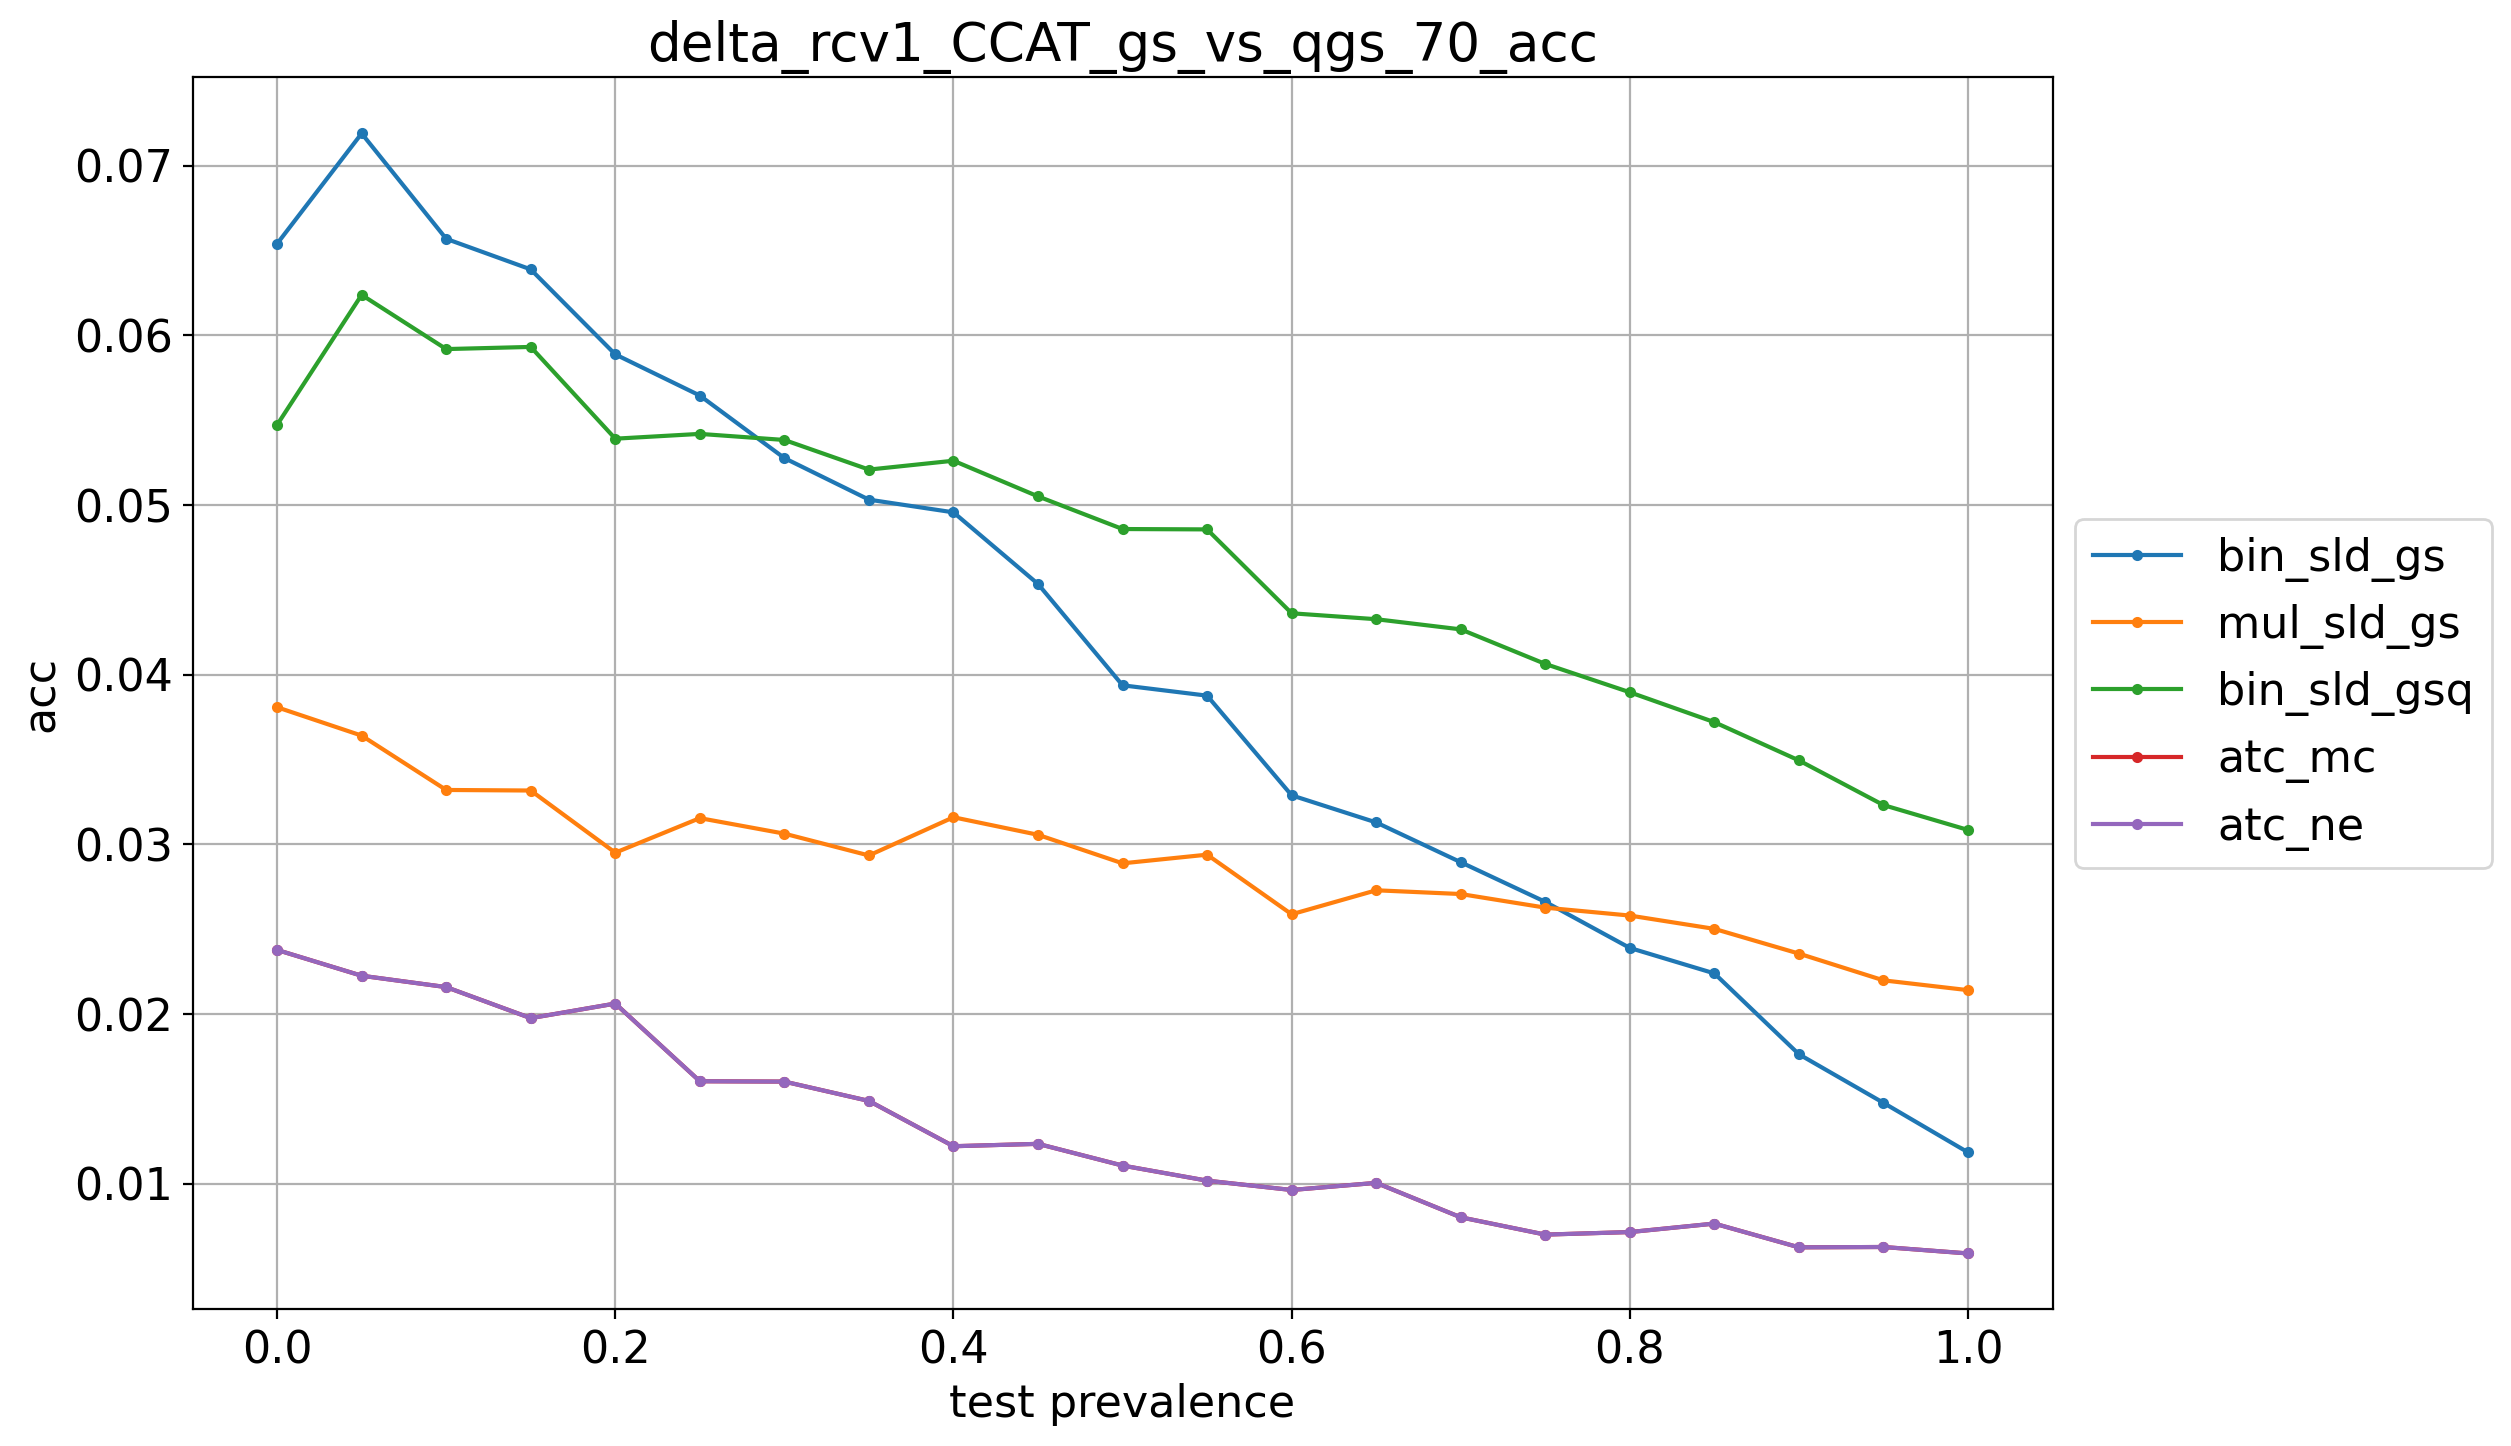 delta_rcv1_CCAT_gs_vs_qgs_70_acc
0.07
0.06
0.05
0.04
0.03
0.02
0.01
acc
0.0 0.2 0.4 0.6 0.8 1.0
test prevalence
bin_sld_gs
mul_sld_gs
bin_sld_gsq
atc_mc
atc_ne